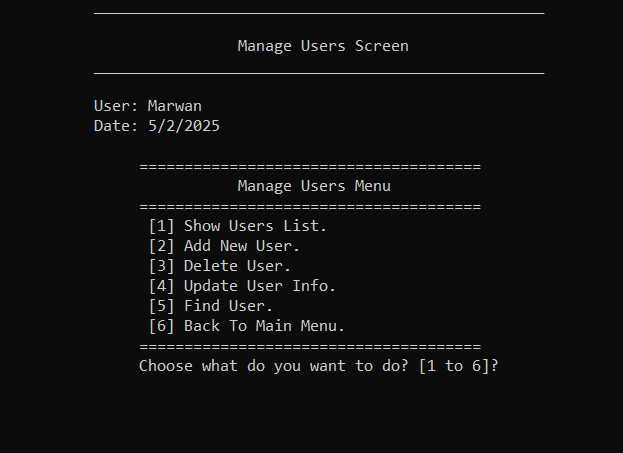 Manage Users Screen
User: Marwan
Date: 5/2/2025
======================================
Manage Users Menu
======================================
[1] Show Users List.
[2] Add New User.
[3] Delete User.
[4] Update User Info.
[5] Find User.
[6] Back To Main Menu.
======================================
Choose what do you want to do? [1 to 6]?